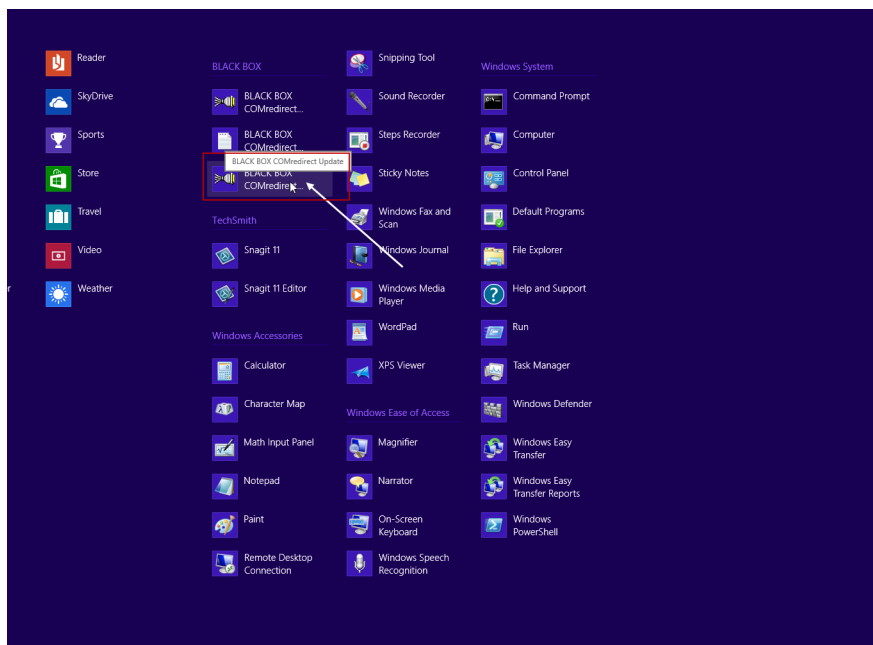 Reader
SkyDrive
Sports
Store
Travel
Video
Weather
r
BLACK BOX
BLACK BOX
COMredirect...
BLACK BOX
COMredirect...
BLACK BOX COMredirect Update
BLACK BOX
COMredirect...
TechSmith
Snagit 11
Snagit 11 Editor
Windows Accessories
Calculator
Character Map
Math Input Panel
Notepad
Paint
Remote Desktop
Connection
Snipping Tool
Sound Recorder
Steps Recorder
Sticky Notes
Windows Fax and
Scan
Windows Journal
Windows Media
Player
WordPad
XPS Viewer
Windows Ease of Access
Magnifier
Narrator
On-Screen
Keyboard
Windows Speech
Recognition
Windows System
Command Prompt
Computer
Control Panel
Default Programs
File Explorer
Help and Support
Run
Task Manager
Windows Defender
Windows Easy
Transfer
Windows Easy
Transfer Reports
Windows
PowerShell